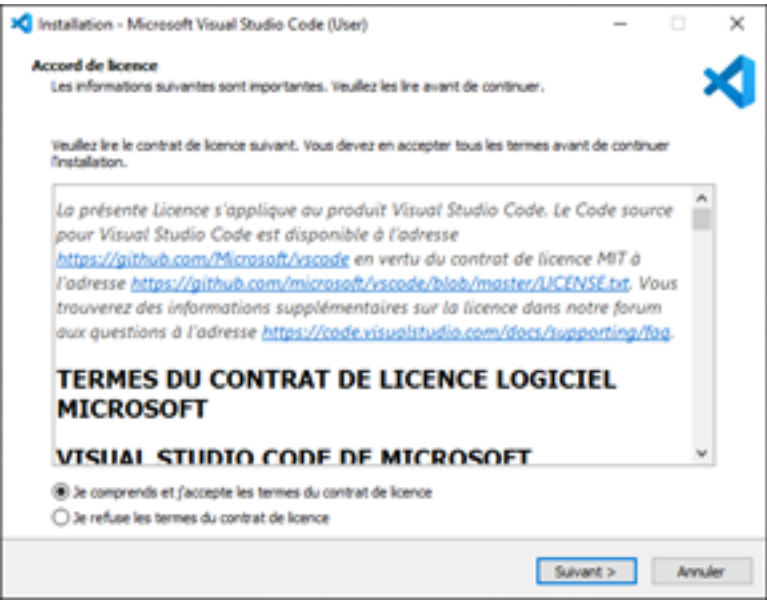 Installation - Microsoft Visual Studio Code (User)
Accord de licence
Les informations suivantes sont importantes. Veuillez les lire avant de continuer.
Veuillez lire le contrat de licence suivant. Vous devez en accepter tous les termes avant de continuer
l'installation.
La présente Licence s'applique au produit Visual Studio Code. Le Code source
pour Visual Studio Code est disponible à l'adresse
https://github.com/Microsoft/vscode en vertu du contrat de licence MIT à
l'adresse https://github.com/microsoft/vscode/blob/master/LICENSE.txt. Vous
trouverez des informations supplémentaires sur la licence dans notre forum
aux questions à l'adresse https://code.visualstudio.com/docs/supporting/faq.
TERMES DU CONTRAT DE LICENCE LOGICIEL
MICROSOFT
VISUAL STUDIO CODE DE MICROSOFT
Je comprends et j'accepte les termes du contrat de licence
Je refuse les termes du contrat de licence
Suivant >
Annuler